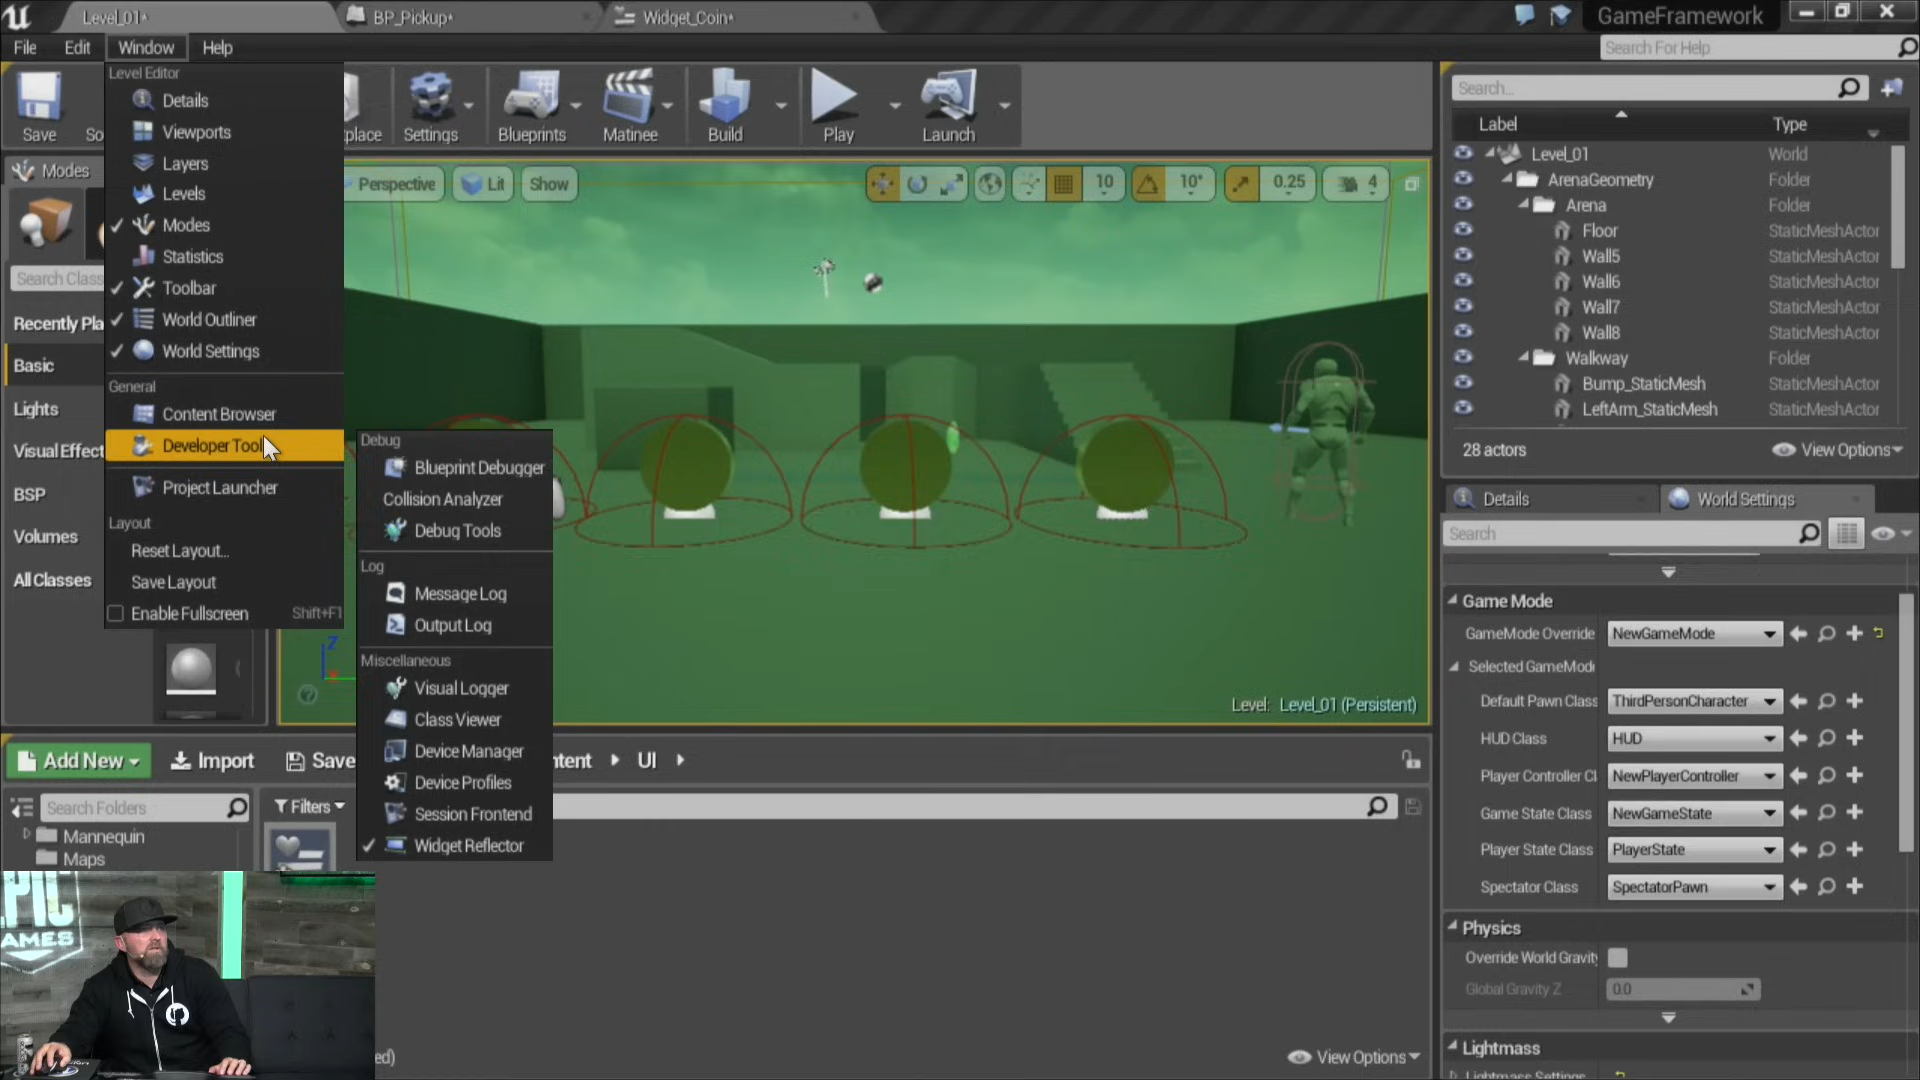 Level_01*
BP_Pickup*
Widget_Coin*
GameFramework
File
Edit
Window
Help
Search For Help
Level Editor
Details
Viewports
Layers
Levels
Modes
Statistics
Toolbar
World Outliner
World Settings
General
Content Browser
Developer Tool
Project Launcher
Layout
Reset Layout...
Save Layout
Enable Fullscreen
Shift+F1
Debug
Blueprint Debugger
Collision Analyzer
Debug Tools
Log
Message Log
Output Log
Miscellaneous
Visual Logger
Class Viewer
Device Manager
Device Profiles
Session Frontend
Widget Reflector
Save
So
place
Settings
Blueprints
Matinee
Build
Play
Launch
Modes
Search Class
Recently Pla
Basic
Lights
Visual Effect
BSP
Volumes
All Classes
Perspective
Lit
Show
10
10°
0.25
4
Z
Level: Level_01 (Persistent)
Search...
Label
Type
Level_01 World
ArenaGeometry Folder
Arena Folder
Floor StaticMeshActor
Wall5 StaticMeshActor
Wall6 StaticMeshActor
Wall7 StaticMeshActor
Wall8 StaticMeshActor
Walkway Folder
Bump_StaticMesh StaticMeshActor
LeftArm_StaticMesh StaticMeshActor
28 actors
View Options
Details
World Settings
Search
Game Mode
GameMode Override NewGameMode
Selected GameMode
Default Pawn Class ThirdPersonCharacter
HUD Class HUD
Player Controller Cl NewPlayerController
Game State Class NewGameState
Player State Class PlayerState
Spectator Class SpectatorPawn
Physics
Override World Gravity
Global Gravity Z 0.0
Lightmass
Lightmass Settings
Add New
Import
Save
ntent
UI
Search Folders
Filters
Mannequin
Maps
ed)
View Options
EPIC
GAMES